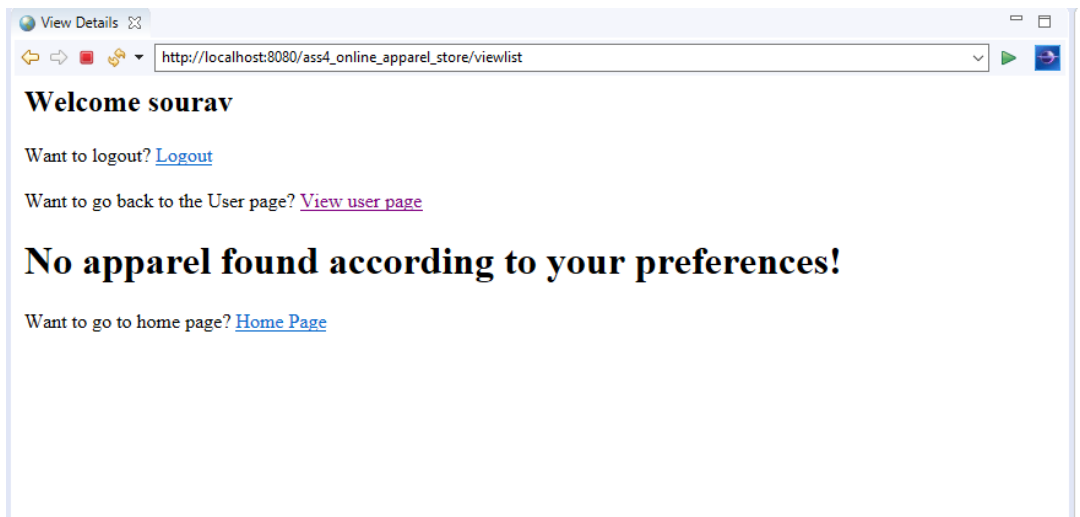 View Details
http://localhost:8080/ass4_online_apparel_store/viewlist
Welcome sourav
Want to logout? Logout
Want to go back to the User page? View user page
No apparel found according to your preferences!
Want to go to home page? Home Page